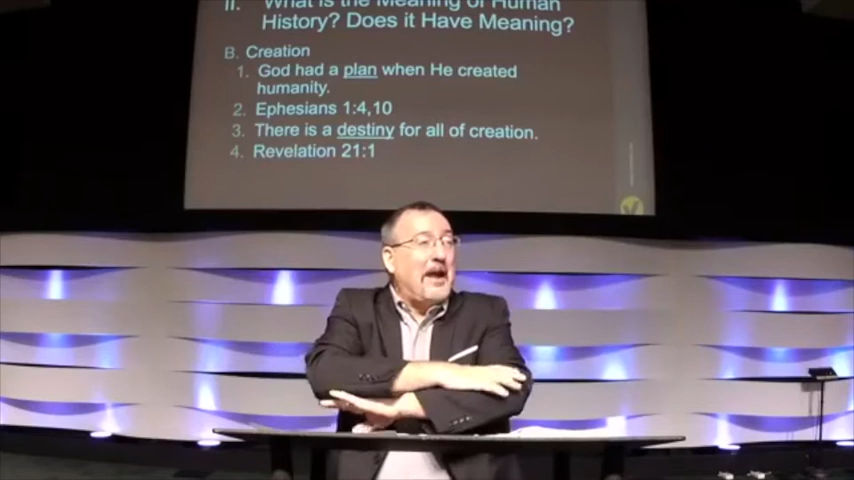 II. What is the Meaning of Human
History? Does it Have Meaning?
B. Creation
1. God had a plan when He created
humanity.
2. Ephesians 1:4,10
3. There is a destiny for all of creation.
4. Revelation 21:1